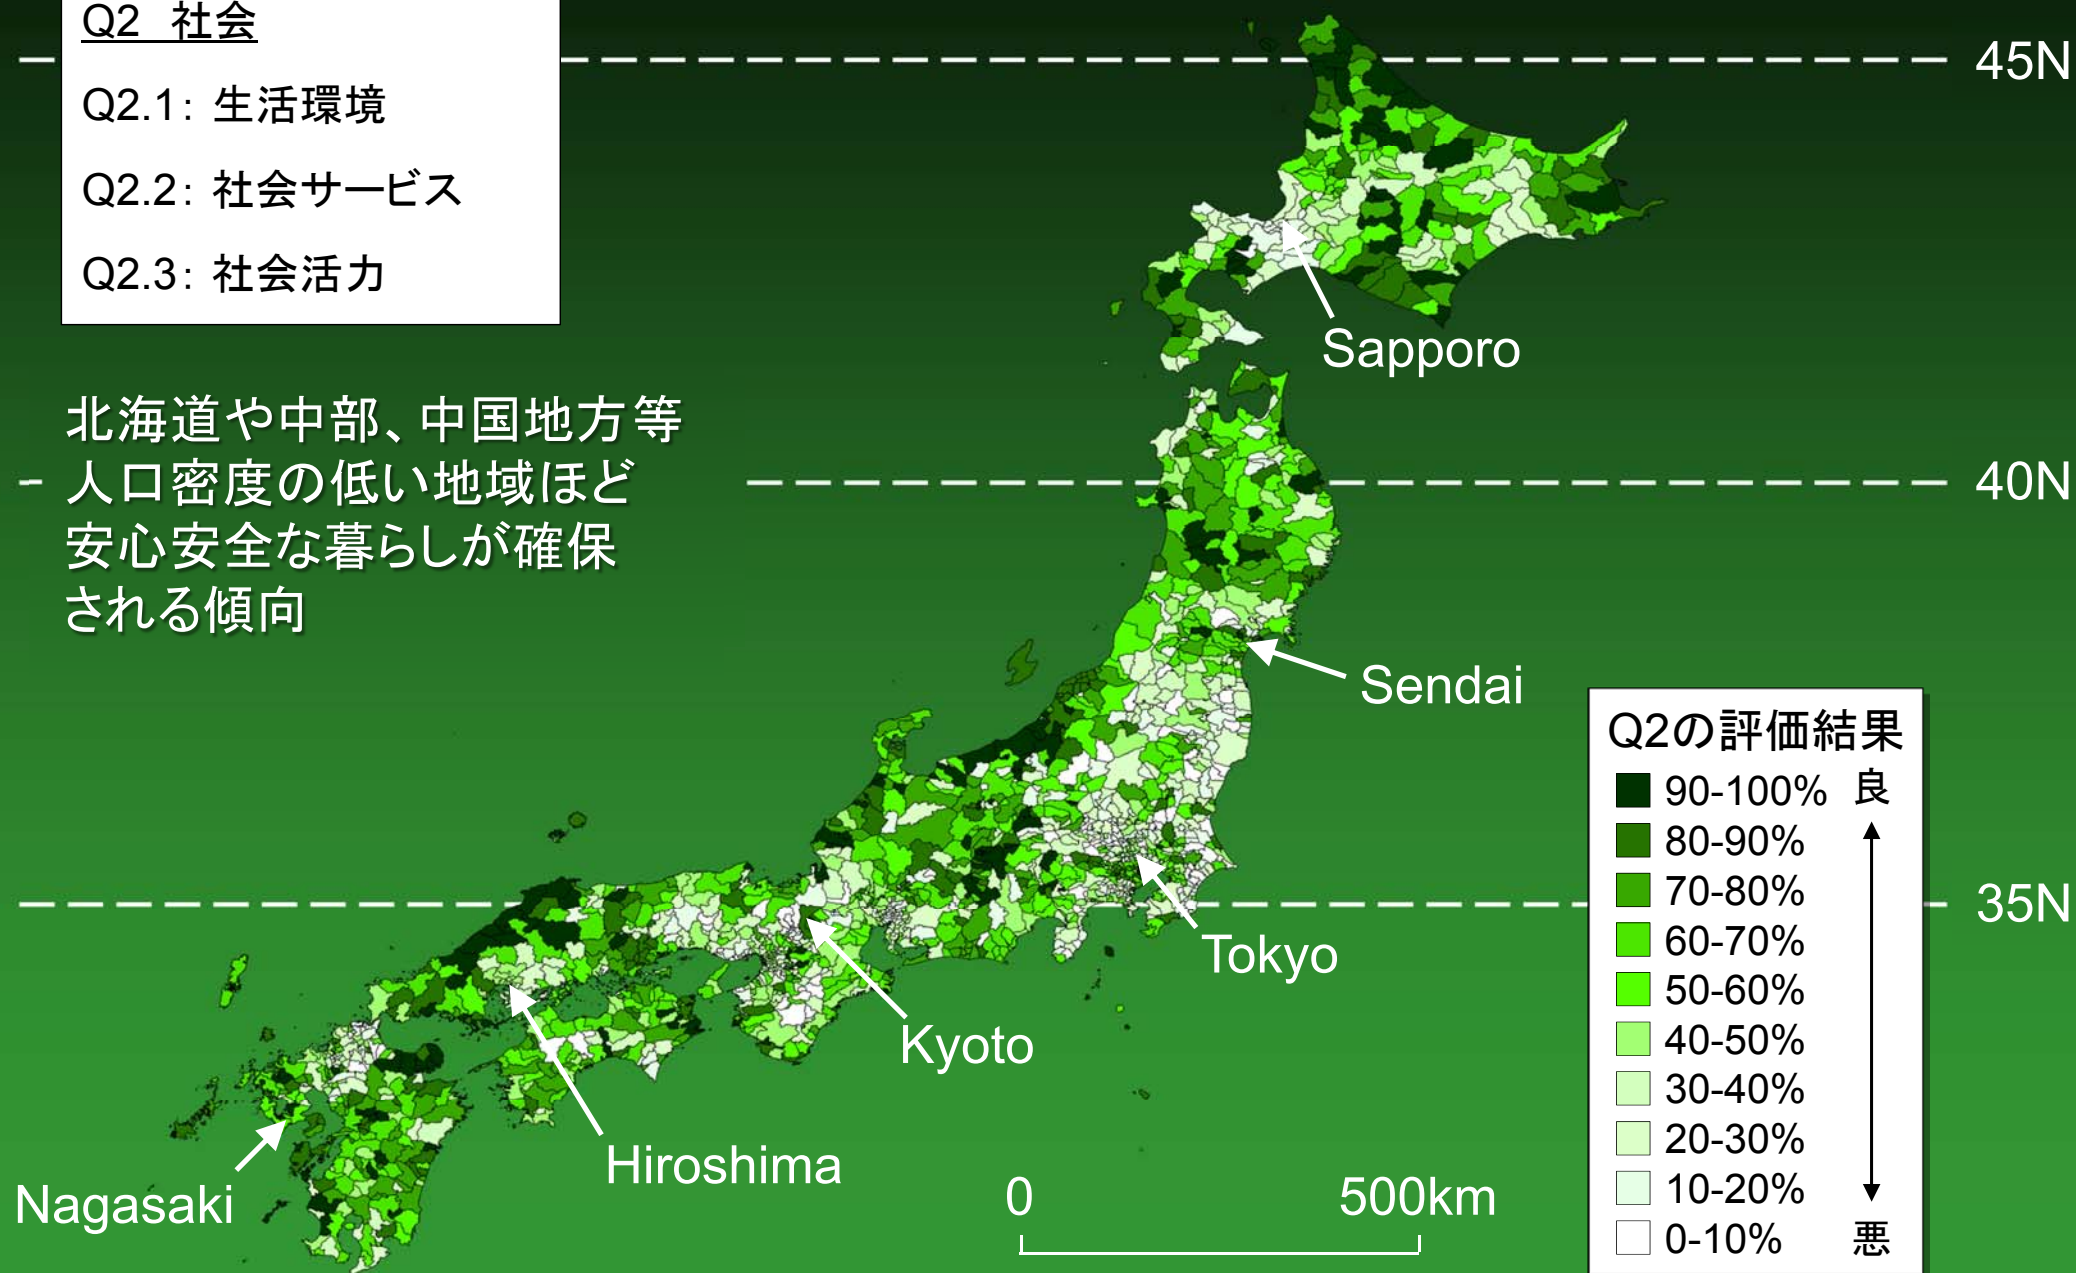 Q2 社会
Q2.1: 生活環境
Q2.2: 社会サービス
Q2.3: 社会活力
45N
Sapporo
北海道や中部、中国地方等
人口密度の低い地域ほど
安心安全な暮らしが確保
される傾向
40N
Sendai
Q2の評価結果
90-100% 良
80-90%
70-80%
60-70%
50-60%
40-50%
30-40%
20-30%
10-20%
0-10% 悪
35N
Tokyo
Kyoto
Hiroshima
Nagasaki
0 500km